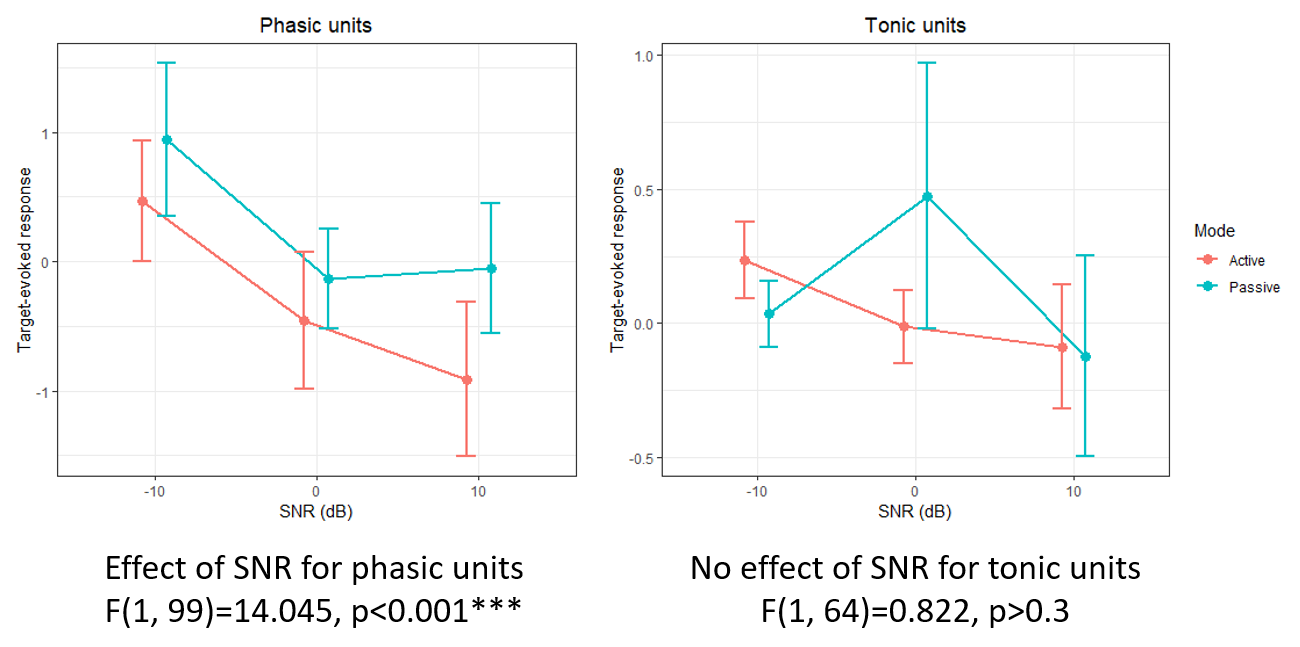 Phasic units
Tonic units
Target-evoked response
1
0
-1
-10
0
10
SNR (dB)
Target-evoked response
1.0
0.5
0.0
-0.5
-10
0
10
SNR (dB)
Mode
Active
Passive
Effect of SNR for phasic units
F(1, 99)=14.045, p<0.001***
No effect of SNR for tonic units
F(1, 64)=0.822, p>0.3